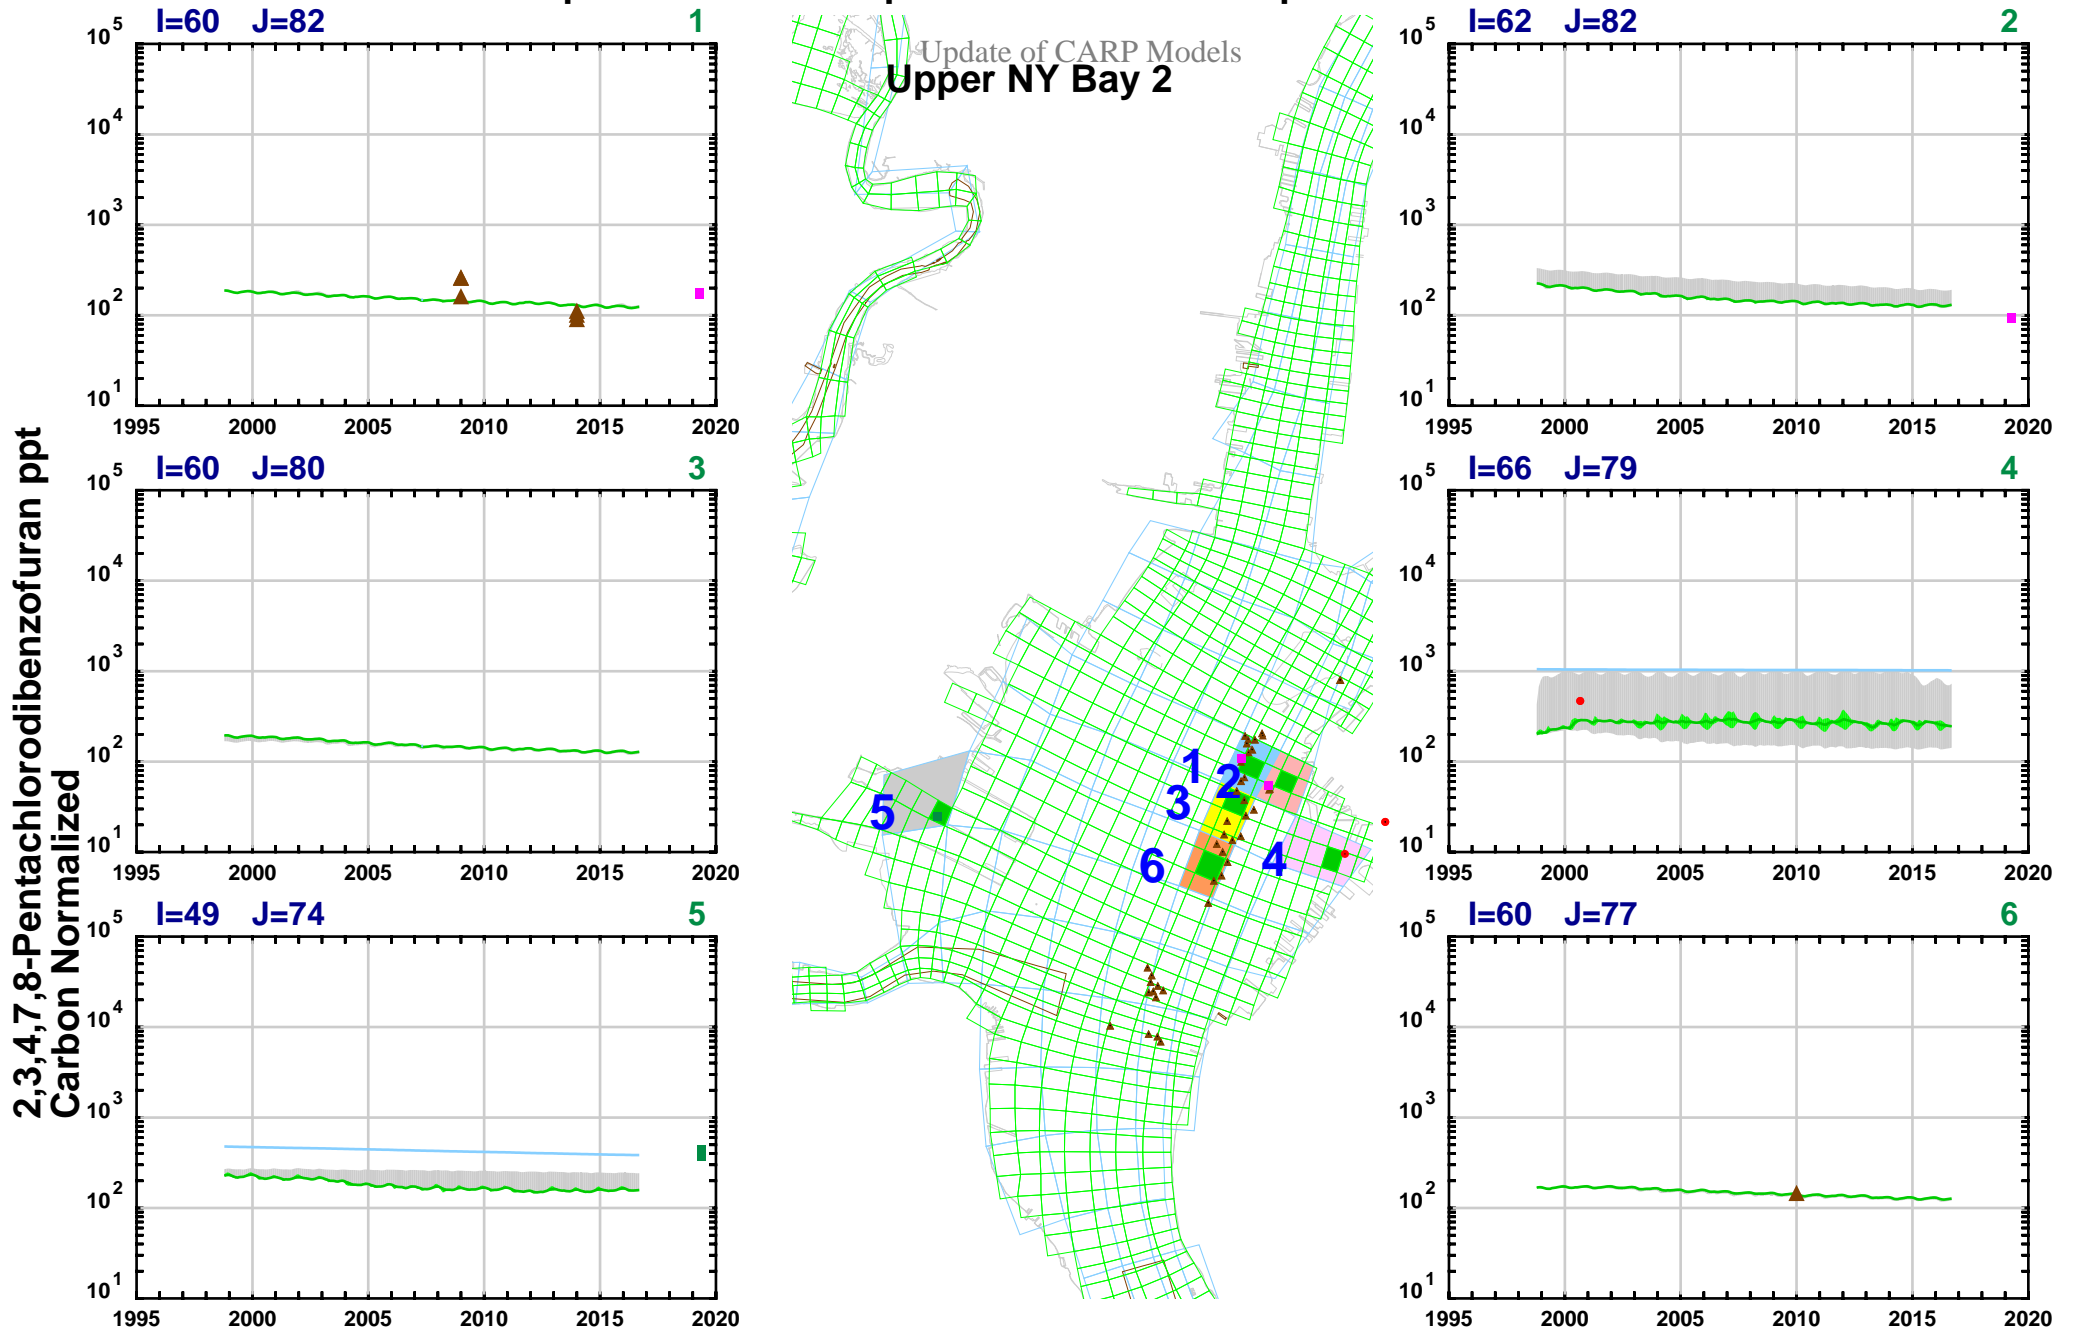 Update of CARP Models
Upper NY Bay 2
2,3,4,7,8-Pentachlorodibenzofuran ppt
Carbon Normalized
I=60 J=82 1
10^5
10^4
10^3
10^2
10^1
1995 2000 2005 2010 2015 2020
I=62 J=82 2
10^5
10^4
10^3
10^2
10^1
1995 2000 2005 2010 2015 2020
I=60 J=80 3
10^5
10^4
10^3
10^2
10^1
1995 2000 2005 2010 2015 2020
I=66 J=79 4
10^5
10^4
10^3
10^2
10^1
1995 2000 2005 2010 2015 2020
I=49 J=74 5
10^5
10^4
10^3
10^2
10^1
1995 2000 2005 2010 2015 2020
I=60 J=77 6
10^5
10^4
10^3
10^2
10^1
1995 2000 2005 2010 2015 2020
1
2
3
5
6
4